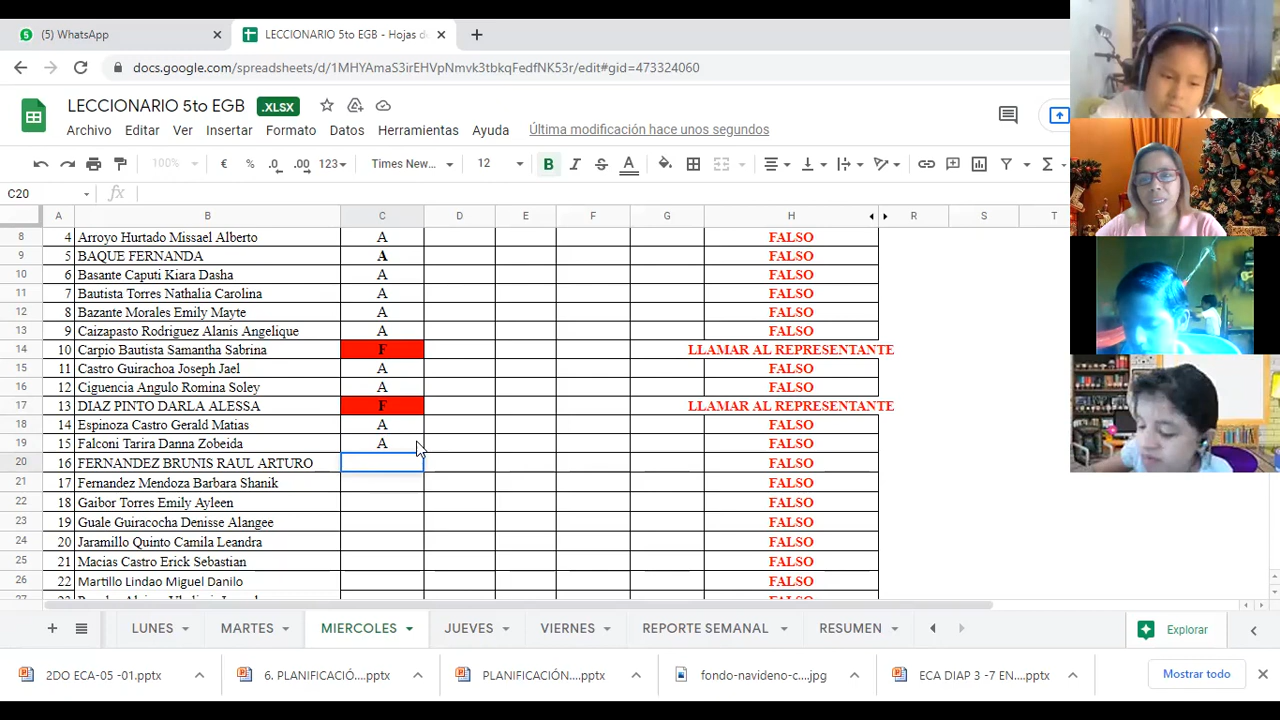 5 (5) WhatsApp
LECCIONARIO 5to EGB - Hojas de
docs.google.com/spreadsheets/d/1MHYAmaS3irEHVpNmvk3tbkqFedfNK53r/edit#gid=473324060
LECCIONARIO 5to EGB .XLSX
Archivo Editar Ver Insertar Formato Datos Herramientas Ayuda Última modificación hace unos segundos
100% € % .0 .00 123 Times New... 12 B I S A
C20 fx
A B C D E F G H R S T
8 4 Arroyo Hurtado Missael Alberto A FALSO
9 5 BAQUE FERNANDA A FALSO
10 6 Basante Caputi Kiara Dasha A FALSO
11 7 Bautista Torres Nathalia Carolina A FALSO
12 8 Bazante Morales Emily Mayte A FALSO
13 9 Caizapasto Rodriguez Alanis Angelique A FALSO
14 10 Carpio Bautista Samantha Sabrina F LLAMAR AL REPRESENTANTE
15 11 Castro Guirachoa Joseph Jael A FALSO
16 12 Ciguencia Angulo Romina Soley A FALSO
17 13 DIAZ PINTO DARLA ALESSA F LLAMAR AL REPRESENTANTE
18 14 Espinoza Castro Gerald Matias A FALSO
19 15 Falconi Tarira Danna Zobeida A FALSO
20 16 FERNANDEZ BRUNIS RAUL ARTURO FALSO
21 17 Fernandez Mendoza Barbara Shanik FALSO
22 18 Gaibor Torres Emily Ayleen FALSO
23 19 Guale Guiracocha Denisse Alangee FALSO
24 20 Jaramillo Quinto Camila Leandra FALSO
25 21 Macias Castro Erick Sebastian FALSO
26 22 Martillo Lindao Miguel Danilo FALSO
LUNES MARTES MIERCOLES JUEVES VIERNES REPORTE SEMANAL RESUMEN Explorar
2DO ECA-05 -01.pptx 6. PLANIFICACIÓ....pptx PLANIFICACIÓN....pptx fondo-navideno-c....jpg ECA DIAP 3 -7 EN....pptx Mostrar todo